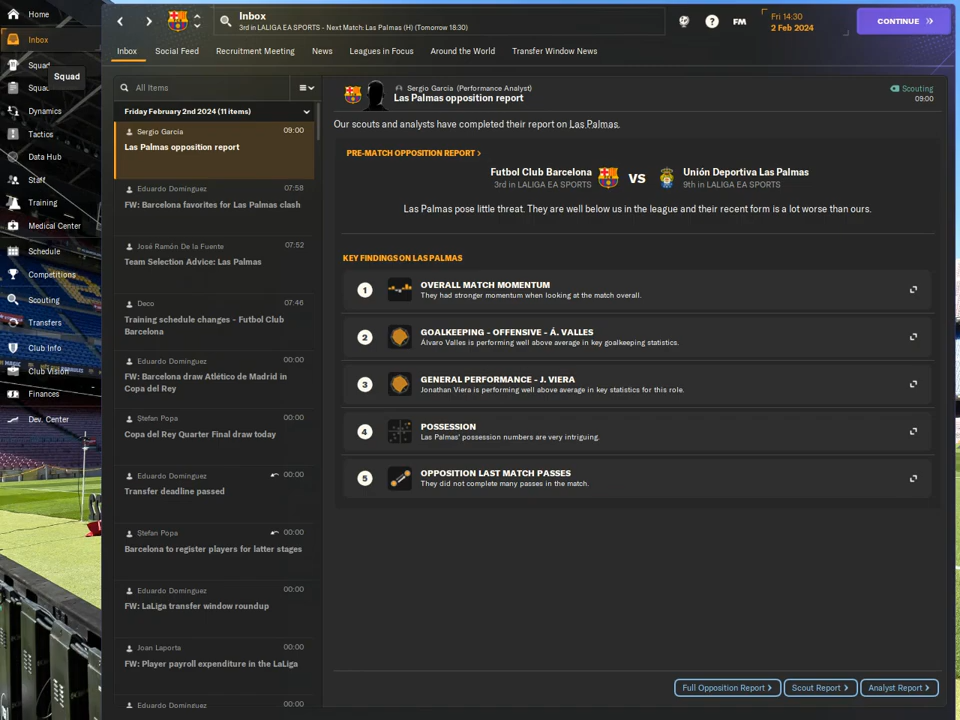 Home
Inbox
3rd in LALIGA EA SPORTS - Next Match: Las Palmas (H) (Tomorrow 18:30)
?
FM
Fri 14:30
2 Feb 2024
CONTINUE
Inbox
Inbox
Social Feed
Recruitment Meeting
News
Leagues in Focus
Around the World
Transfer Window News
Squad
Squad
Squa
Dynamics
Tactics
Data Hub
Staff
Training
Medical Center
Schedule
Competitions
Scouting
Transfers
Club Info
Club Vision
Finances
Dev. Center
All Items
Friday February 2nd 2024 (11 items)
Sergio García
09:00
Las Palmas opposition report
Eduardo Domínguez
07:58
FW: Barcelona favorites for Las Palmas clash
José Ramón De la Fuente
07:52
Team Selection Advice: Las Palmas
Deco
07:46
Training schedule changes - Futbol Club
Barcelona
Eduardo Domínguez
00:00
FW: Barcelona draw Atlético de Madrid in
Copa del Rey
Ștefan Popa
00:00
Copa del Rey Quarter Final draw today
Eduardo Domínguez
00:00
Transfer deadline passed
Ștefan Popa
00:00
Barcelona to register players for latter stages
Eduardo Domínguez
00:00
FW: LaLiga transfer window roundup
Joan Laporta
00:00
FW: Player payroll expenditure in the LaLiga
Eduardo Domínguez
00:00
Sergio García (Performance Analyst)
Las Palmas opposition report
Scouting
09:00
Our scouts and analysts have completed their report on Las Palmas.
PRE-MATCH OPPOSITION REPORT >
Futbol Club Barcelona
3rd in LALIGA EA SPORTS
VS
Unión Deportiva Las Palmas
9th in LALIGA EA SPORTS
Las Palmas pose little threat. They are well below us in the league and their recent form is a lot worse than ours.
KEY FINDINGS ON LAS PALMAS
1
OVERALL MATCH MOMENTUM
They had stronger momentum when looking at the match overall.
2
GOALKEEPING - OFFENSIVE - Á. VALLES
Álvaro Valles is performing well above average in key goalkeeping statistics.
3
GENERAL PERFORMANCE - J. VIERA
Jonathan Viera is performing well above average in key statistics for this role.
4
POSSESSION
Las Palmas' possession numbers are very intriguing.
5
OPPOSITION LAST MATCH PASSES
They did not complete many passes in the match.
Full Opposition Report >
Scout Report >
Analyst Report >